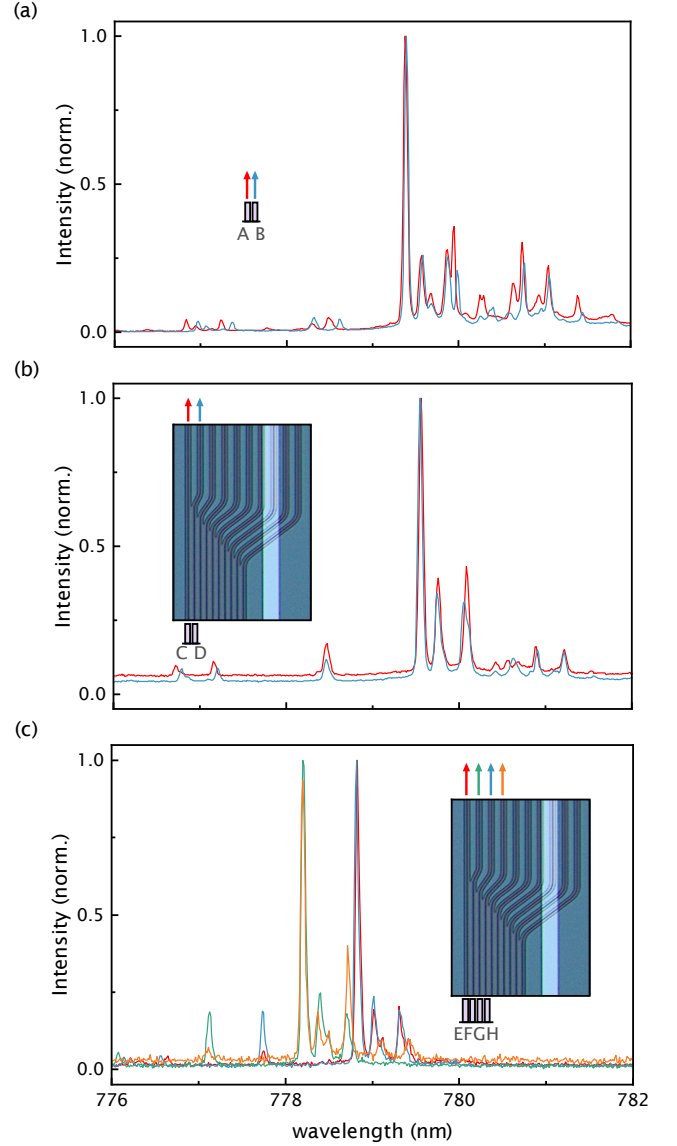 (a)
1.0
0.5
0.0
Intensity (norm.)
A B
(b)
1.0
0.5
0.0
Intensity (norm.)
C D
(c)
1.0
0.5
0.0
Intensity (norm.)
EFGH
776 778 780 782
wavelength (nm)